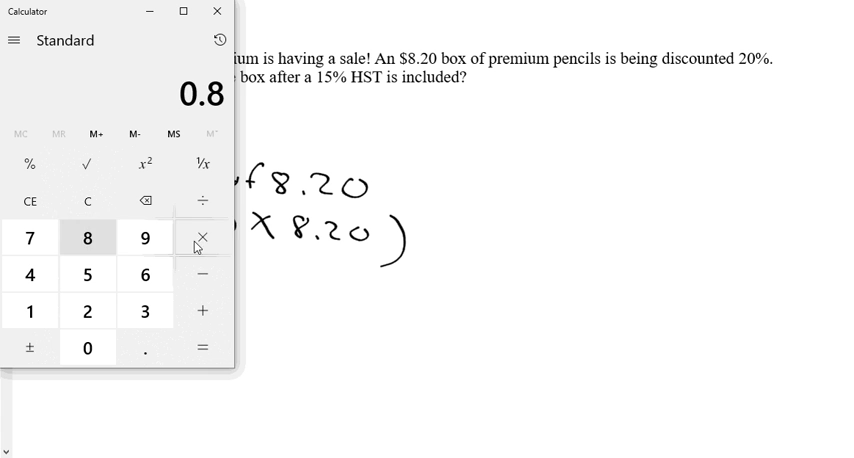 Calculator
Standard
0.8
MC MR M+ M- MS Mˇ
% √ x² ¹/x
CE C ÷
7 8 9 ×
4 5 6 −
1 2 3 +
± 0 . =
is having a sale! An $8.20 box of premium pencils is being discounted 20%.
box after a 15% HST is included?
8.20
× 8.20)